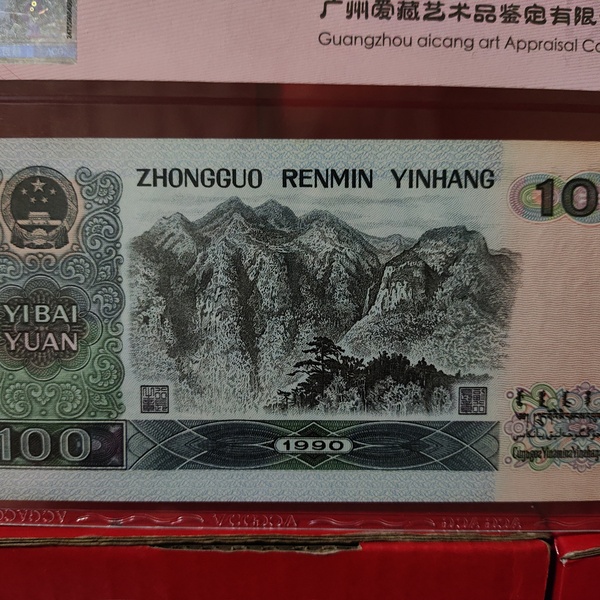 广州爱藏艺术品鉴定有限
Guangzhou aicang art Appraisal Co
ZHONGGUO RENMIN YINHANG
10
YIBAI
YUAN
100
1990